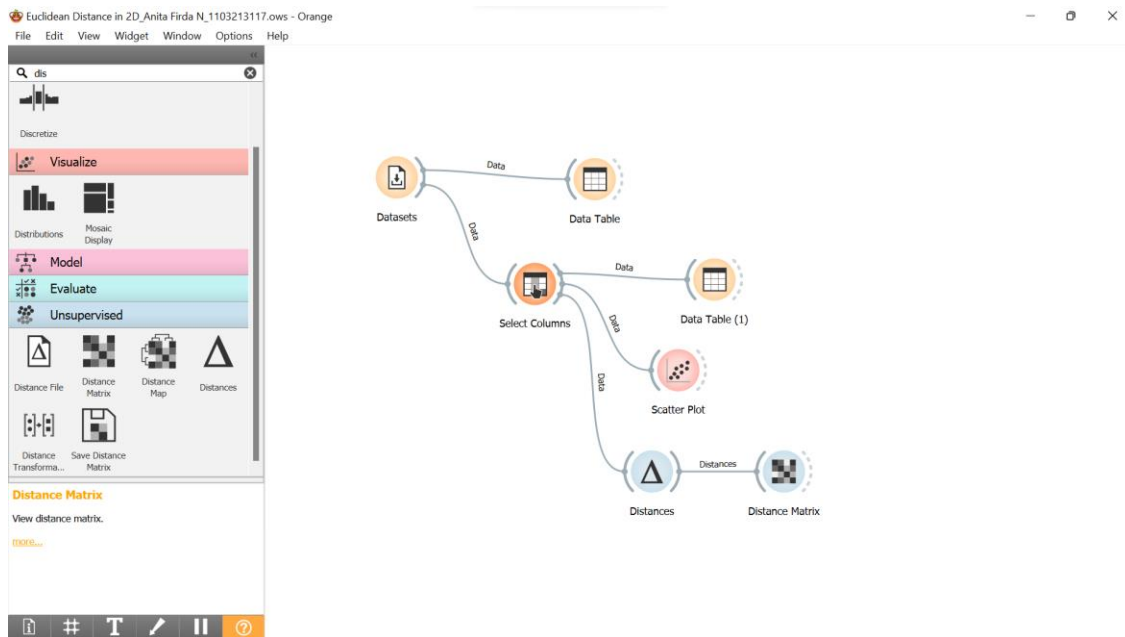 Euclidean Distance in 2D_Anita Firda N_1103213117.ows - Orange
File Edit View Widget Window Options Help
dis
Discretize
Visualize
Distributions
Mosaic
Display
Model
Evaluate
Unsupervised
Distance File
Distance
Matrix
Distance
Map
Distances
Distance
Transforma...
Save Distance
Matrix
Distance Matrix
View distance matrix.
more...
Datasets
Data
Data Table
Data
Select Columns
Data
Data Table (1)
Data
Scatter Plot
Data
Distances
Distances
Distance Matrix